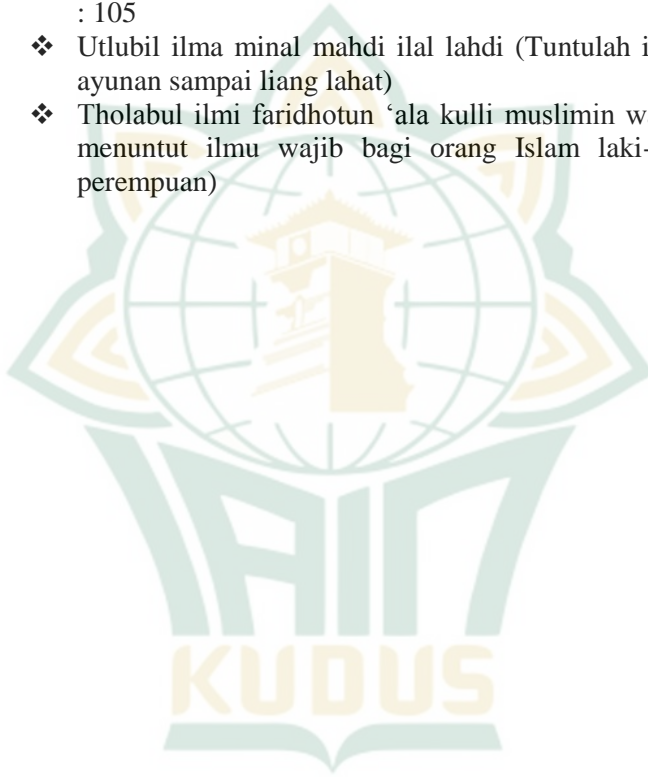 : 105
❖ Utlubil ilma minal mahdi ilal lahdi (Tuntulah i
ayunan sampai liang lahat)
❖ Tholabul ilmi faridhotun ‘ala kulli muslimin w
menuntut ilmu wajib bagi orang Islam laki-
perempuan)
IAIN
KUDUS